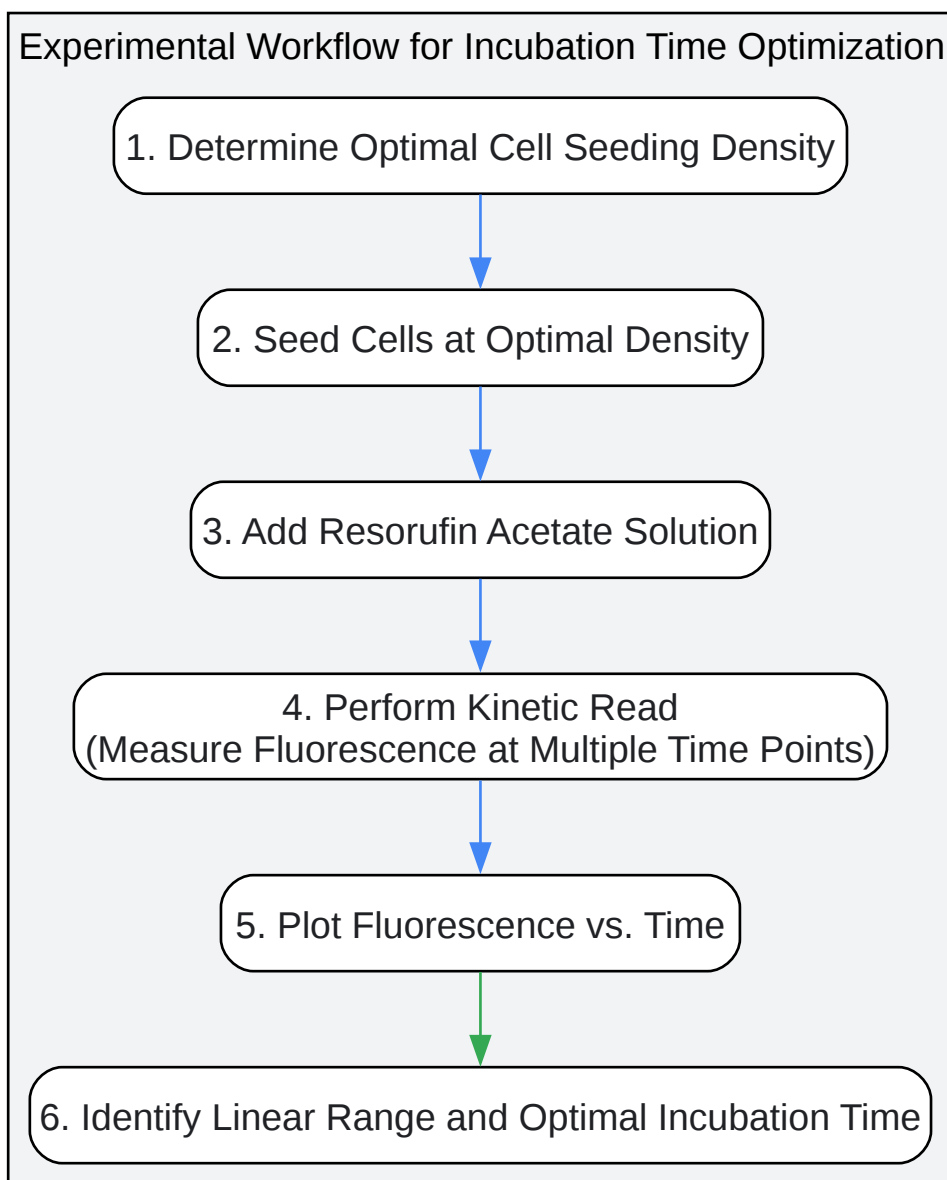 Experimental Workflow for Incubation Time Optimization
1. Determine Optimal Cell Seeding Density
2. Seed Cells at Optimal Density
3. Add Resorufin Acetate Solution
4. Perform Kinetic Read
(Measure Fluorescence at Multiple Time Points)
5. Plot Fluorescence vs. Time
6. Identify Linear Range and Optimal Incubation Time